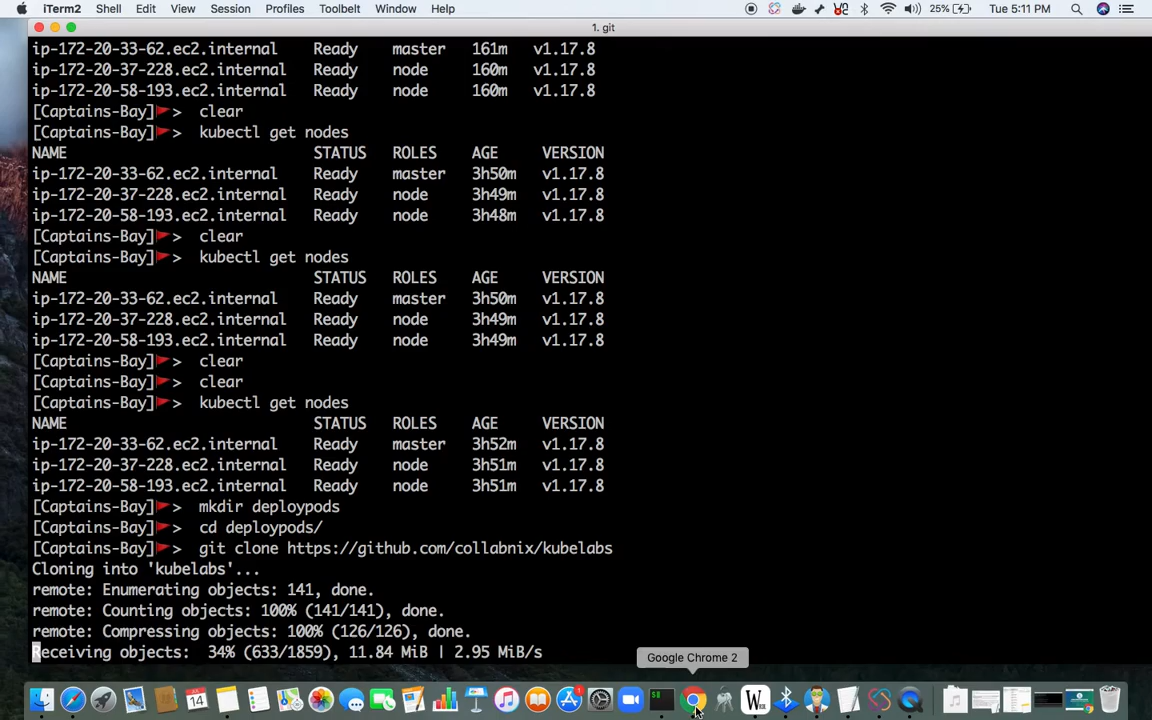 iTerm2 Shell Edit View Session Profiles Toolbelt Window Help 25% Tue 5:11 PM
1. git
ip-172-20-33-62.ec2.internal Ready master 161m v1.17.8
ip-172-20-37-228.ec2.internal Ready node 160m v1.17.8
ip-172-20-58-193.ec2.internal Ready node 160m v1.17.8
[Captains-Bay]> clear
[Captains-Bay]> kubectl get nodes
NAME STATUS ROLES AGE VERSION
ip-172-20-33-62.ec2.internal Ready master 3h50m v1.17.8
ip-172-20-37-228.ec2.internal Ready node 3h49m v1.17.8
ip-172-20-58-193.ec2.internal Ready node 3h48m v1.17.8
[Captains-Bay]> clear
[Captains-Bay]> kubectl get nodes
NAME STATUS ROLES AGE VERSION
ip-172-20-33-62.ec2.internal Ready master 3h50m v1.17.8
ip-172-20-37-228.ec2.internal Ready node 3h49m v1.17.8
ip-172-20-58-193.ec2.internal Ready node 3h49m v1.17.8
[Captains-Bay]> clear
[Captains-Bay]> clear
[Captains-Bay]> kubectl get nodes
NAME STATUS ROLES AGE VERSION
ip-172-20-33-62.ec2.internal Ready master 3h52m v1.17.8
ip-172-20-37-228.ec2.internal Ready node 3h51m v1.17.8
ip-172-20-58-193.ec2.internal Ready node 3h51m v1.17.8
[Captains-Bay]> mkdir deploypods
[Captains-Bay]> cd deploypods/
[Captains-Bay]> git clone https://github.com/collabnix/kubelabs
Cloning into 'kubelabs'...
remote: Enumerating objects: 141, done.
remote: Counting objects: 100% (141/141), done.
remote: Compressing objects: 100% (126/126), done.
Receiving objects: 34% (633/1859), 11.84 MiB | 2.95 MiB/s
Google Chrome 2
14
1
W